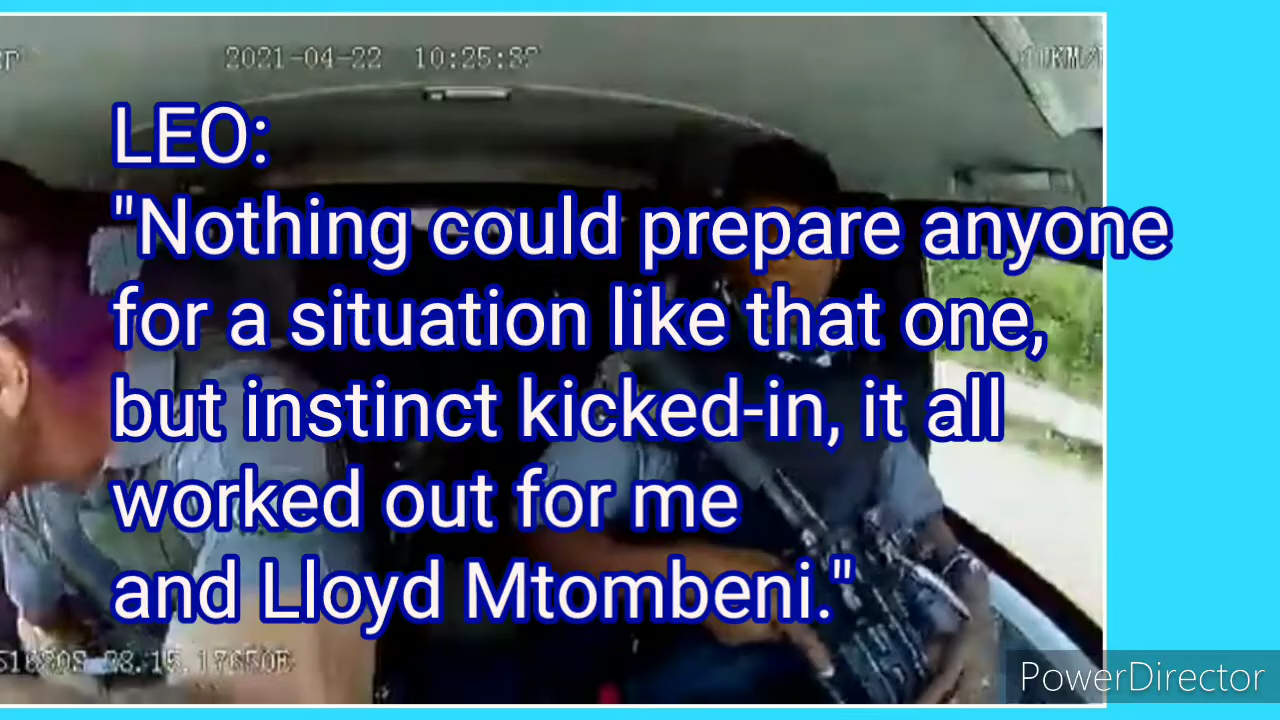 2021-04-22 10:25:
LEO:
"Nothing could prepare anyone
for a situation like that one,
but instinct kicked-in, it all
worked out for me
and Lloyd Mtombeni."
PowerDirector